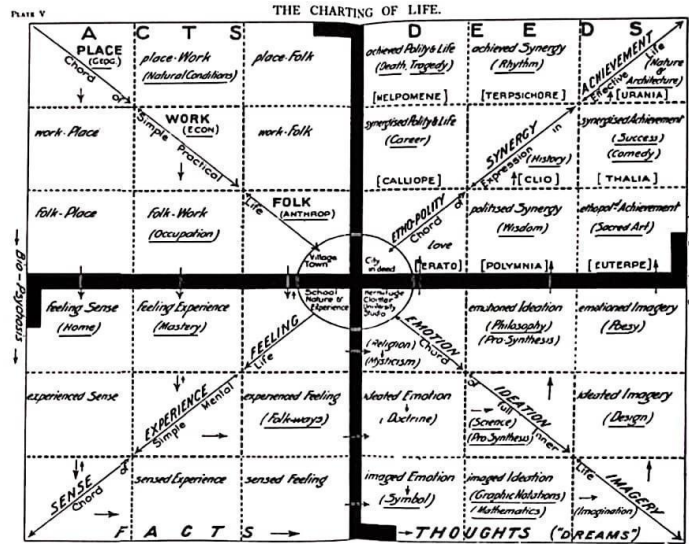 PLATE V
THE CHARTING OF LIFE.
A C T S
D E E D S
PLACE
(GEOG.)
Chord of
place-Work
(Natural Conditions)
place-Folk
achieved Polity & Life
(Death, Tragedy)
[MELPOMENE]
achieved Synergy
(Rhythm)
[TERPSICHORE]
ACHIEVEMENT
Effective Life
(Nature &
Architecture)
[URANIA]
work-Place
WORK
(ECON)
Simple Practical
work-Folk
synergised Polity & Life
(Career)
[CALLIOPE]
SYNERGY
Expression in
(History)
[CLIO]
synergised Achievement
(Success)
(Comedy)
[THALIA]
folk-Place
folk-Work
(Occupation)
FOLK
(ANTHROP)
Life
ETHO-POLITY
Chord of
love
[ERATO]
politised Synergy
(Wisdom)
[POLYMNIA]
ethopol.d Achievement
(Sacred Art)
[EUTERPE]
Village
Town
City
in deed
Bio-Psychosis
School
Nature &
Experience
Hermitage
Cloister
University
Studio
feeling Sense
(Home)
feeling Experience
(Mastery)
FEELING
Life
(Religion)
(Mysticism)
EMOTION
Chord
emotioned Ideation
(Philosophy)
(Pro-Synthesis)
emotioned Imagery
(Poesy)
experienced Sense
EXPERIENCE
Simple Mental
experienced Feeling
(Folk-ways)
ideated Emotion
(Doctrine)
of
IDEATION
Full Inner
(Science)
(Pro Synthesis)
ideated Imagery
(Design)
SENSE
Chord of
sensed Experience
sensed Feeling
imaged Emotion
(Symbol)
imaged Ideation
(Graphic Notations)
(Mathematics)
Life
IMAGERY
(Imagination)
F A C T S
THOUGHTS ("DREAMS")